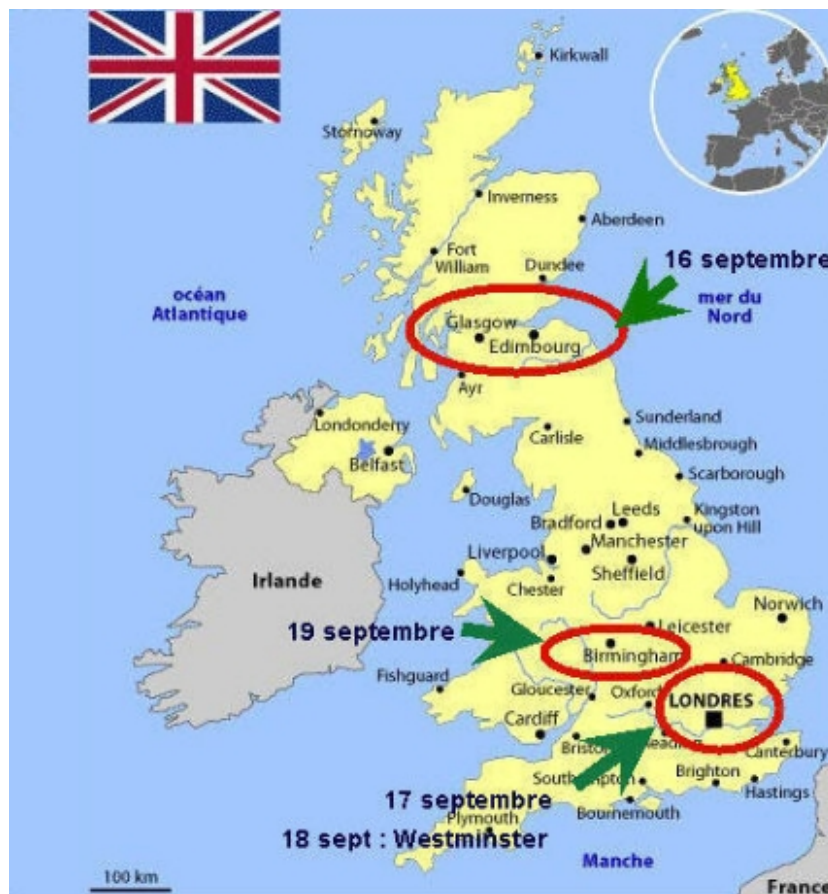 Kirkwall
Stornoway
Inverness
Aberdeen
Fort
William
Dundee
16 septembre
océan
Atlantique
mer du
Nord
Glasgow
Edimbourg
Ayr
Londonderry
Belfast
Carlisle
Sunderland
Middlesbrough
Scarborough
Douglas
Bradford
Leeds
Kingston
upon Hill
Liverpool
Manchester
Sheffield
Irlande
Holyhead
Chester
Norwich
19 septembre
Leicester
Birmingham
Cambridge
Fishguard
Gloucester
Oxford
LONDRES
Cardiff
Canterbury
Brighton
Hastings
17 septembre
Bournemouth
Plymouth
18 sept : Westminster
Manche
100 km
France